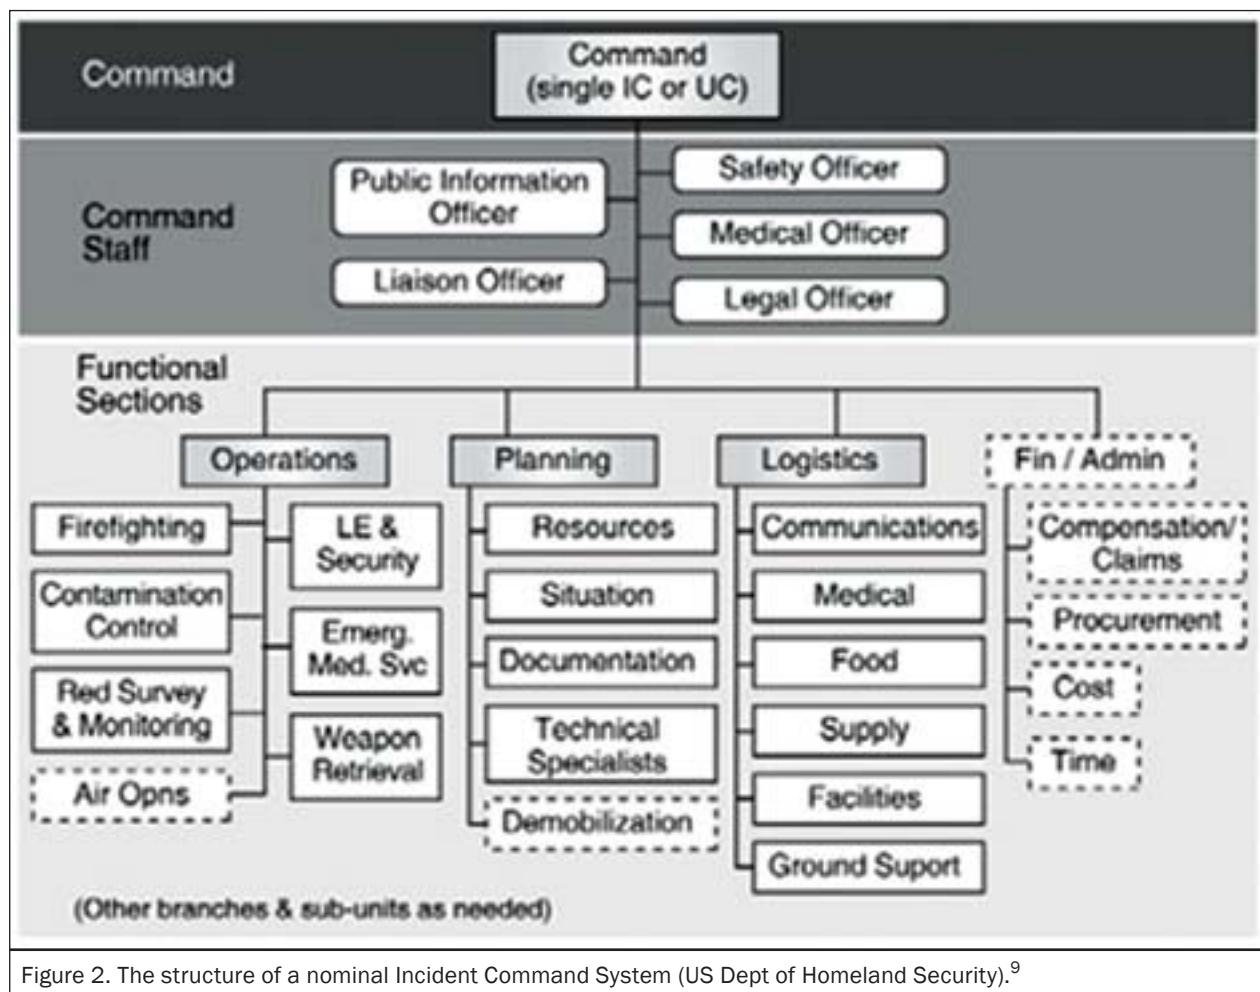 Command
Command
(single IC or UC)
Command
Staff
Public Information
Officer
Liaison Officer
Safety Officer
Medical Officer
Legal Officer
Functional
Sections
Operations
Firefighting
Contamination
Control
Red Survey
& Monitoring
Air Opns
LE &
Security
Emerg.
Med. Svc
Weapon
Retrieval
Planning
Resources
Situation
Documentation
Technical
Specialists
Demobilization
Logistics
Communications
Medical
Food
Supply
Facilities
Ground Suport
Fin / Admin
Compensation/
Claims
Procurement
Cost
Time
(Other branches & sub-units as needed)
Figure 2. The structure of a nominal Incident Command System (US Dept of Homeland Security).9